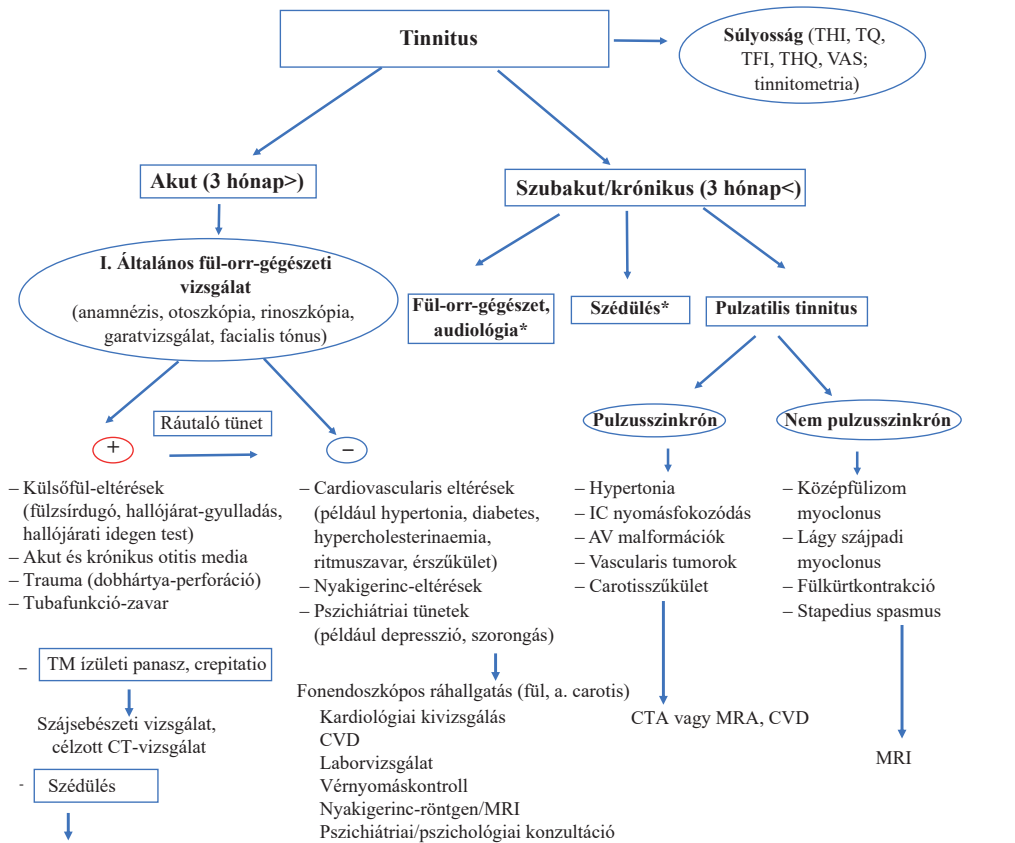 Tinnitus
Súlyosság (THI, TQ,
TFI, THQ, VAS;
tinnitometria)
Akut (3 hónap>)
Szubakut/krónikus (3 hónap<)
I. Általános fül-orr-gégészeti
vizsgálat
(anamnézis, otoszkópia, rinoszkópia,
garatvizsgálat, facialis tónus)
Fül-orr-gégészet,
audiológia*
Szédülés*
Pulzatilis tinnitus
Ráutaló tünet
+
–
Pulzusszinkrón
Nem pulzusszinkrón
– Külsőfül-eltérések
(fülzsírdugó, hallójárat-gyulladás,
hallójárati idegen test)
– Akut és krónikus otitis media
– Trauma (dobhártya-perforáció)
– Tubafunkció-zavar
– Cardiovascularis eltérések
(például hypertonia, diabetes,
hypercholesterinaemia,
ritmuszavar, érszűkület)
– Nyakigerinc-eltérések
– Pszichiátriai tünetek
(például depresszió, szorongás)
– Hypertonia
– IC nyomásfokozódás
– AV malformációk
– Vascularis tumorok
– Carotisszűkület
– Középfülizom
myoclonus
– Lágy szájpadi
myoclonus
– Fülkürtkontrakció
– Stapedius spasmus
– TM ízületi panasz, crepitatio
Szájsebészeti vizsgálat,
célzott CT-vizsgálat
- Szédülés
Fonendoszkópos ráhallgatás (fül, a. carotis)
Kardiológiai kivizsgálás
CVD
Laborvizsgálat
Vérnyomáskontroll
Nyakigerinc-röntgen/MRI
Pszichiátriai/pszichológiai konzultáció
CTA vagy MRA, CVD
MRI